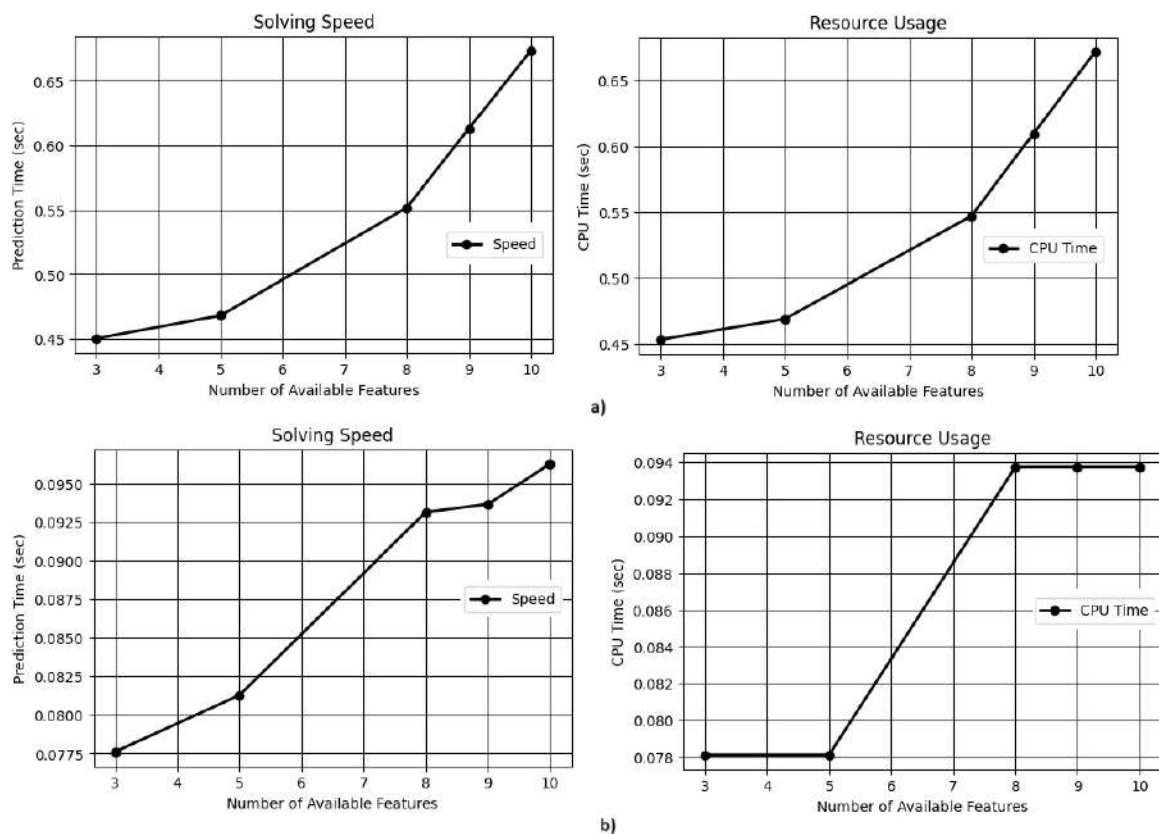 Solving Speed
Prediction Time (sec)
0.65
0.60
0.55
0.50
0.45
Speed
3 4 5 6 7 8 9 10
Number of Available Features
Resource Usage
CPU Time (sec)
0.65
0.60
0.55
0.50
0.45
CPU Time
3 4 5 6 7 8 9 10
Number of Available Features
a)
Solving Speed
Prediction Time (sec)
0.0950
0.0925
0.0900
0.0875
0.0850
0.0825
0.0800
0.0775
Speed
3 4 5 6 7 8 9 10
Number of Available Features
Resource Usage
CPU Time (sec)
0.094
0.092
0.090
0.088
0.086
0.084
0.082
0.080
0.078
CPU Time
3 4 5 6 7 8 9 10
Number of Available Features
b)